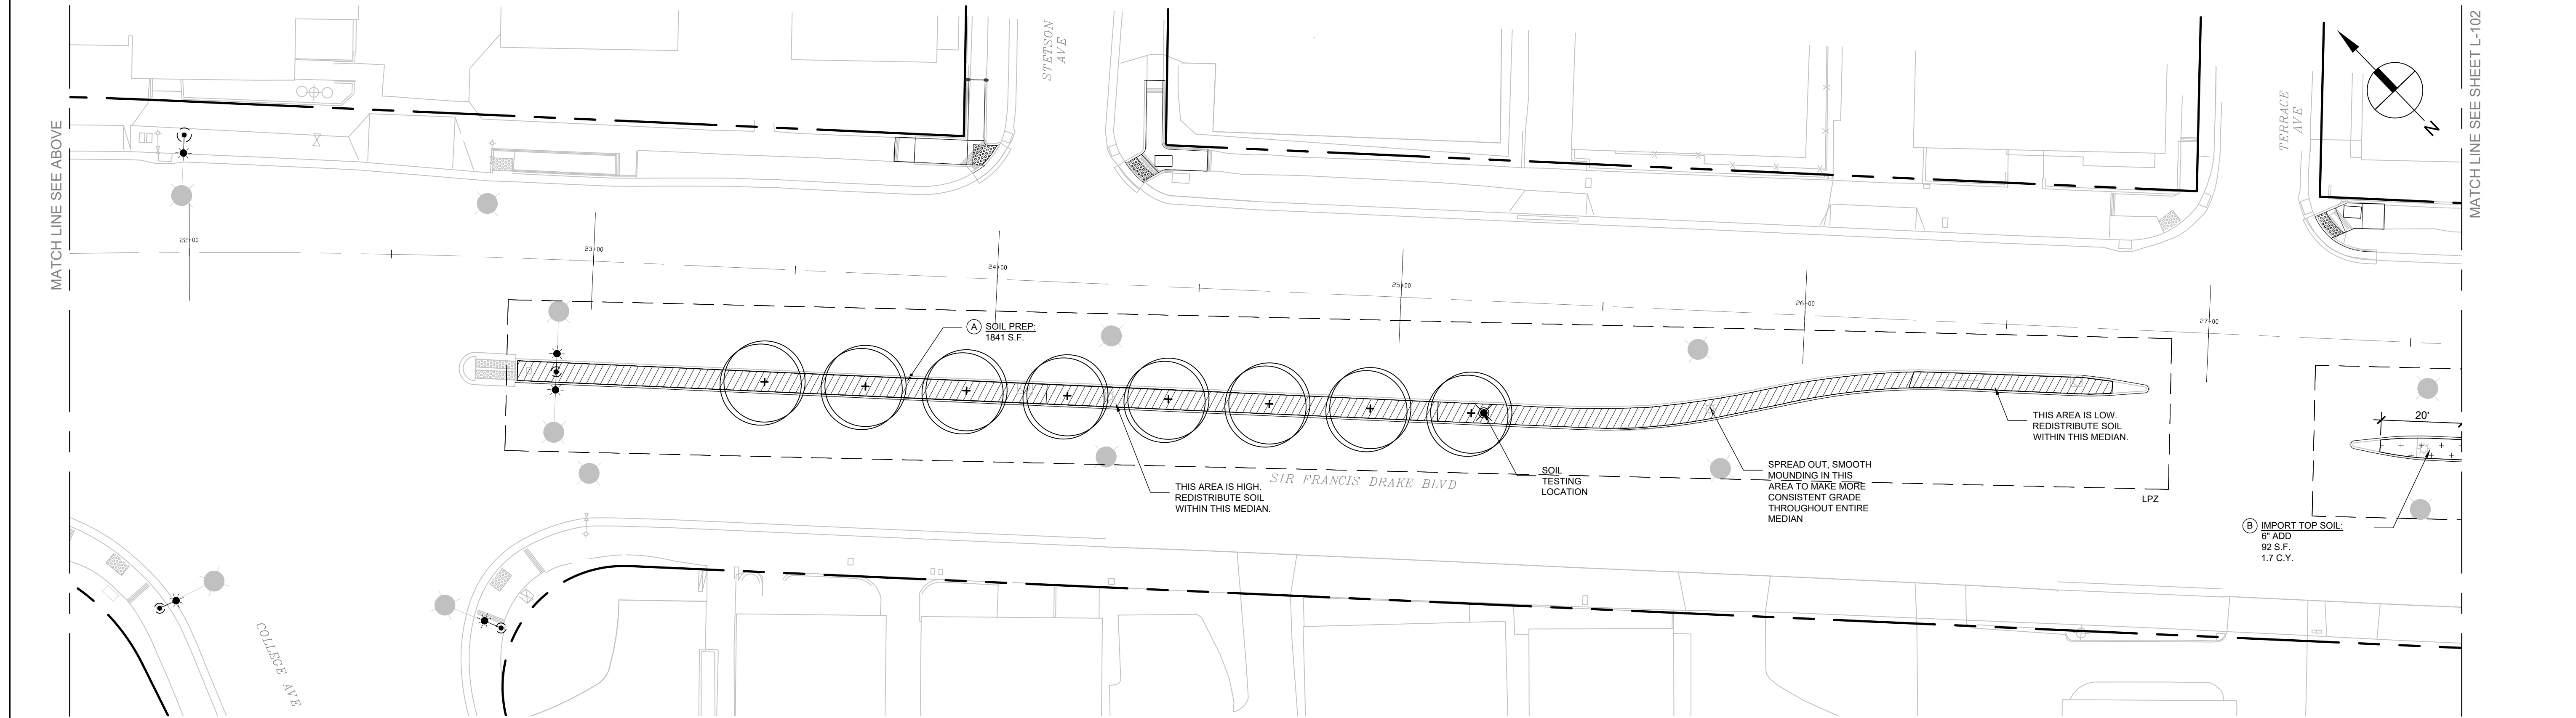 MATCH LINE SEE ABOVE
STETSON
AVE
TERRACE
AVE
N
MATCH LINE SEE SHEET L-102
22+00
23+00
24+00
25+00
26+00
27+00
A SOIL PREP:
1841 S.F.
THIS AREA IS HIGH.
REDISTRIBUTE SOIL
WITHIN THIS MEDIAN.
SIR FRANCIS DRAKE BLVD
SOIL
TESTING
LOCATION
SPREAD OUT, SMOOTH
MOUNDING IN THIS
AREA TO MAKE MORE
CONSISTENT GRADE
THROUGHOUT ENTIRE
MEDIAN
THIS AREA IS LOW.
REDISTRIBUTE SOIL
WITHIN THIS MEDIAN.
LPZ
20'
B IMPORT TOP SOIL:
6" ADD
92 S.F.
1.7 C.Y.
COLLEGE AVE